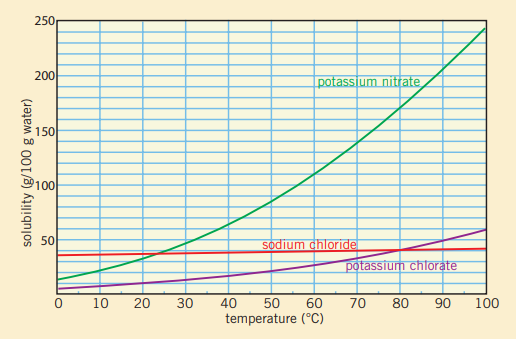 250
200
150
100
50
solubility (g/100 g water)
potassium nitrate
sodium chloride
potassium chlorate
0 10 20 30 40 50 60 70 80 90 100
temperature (°C)